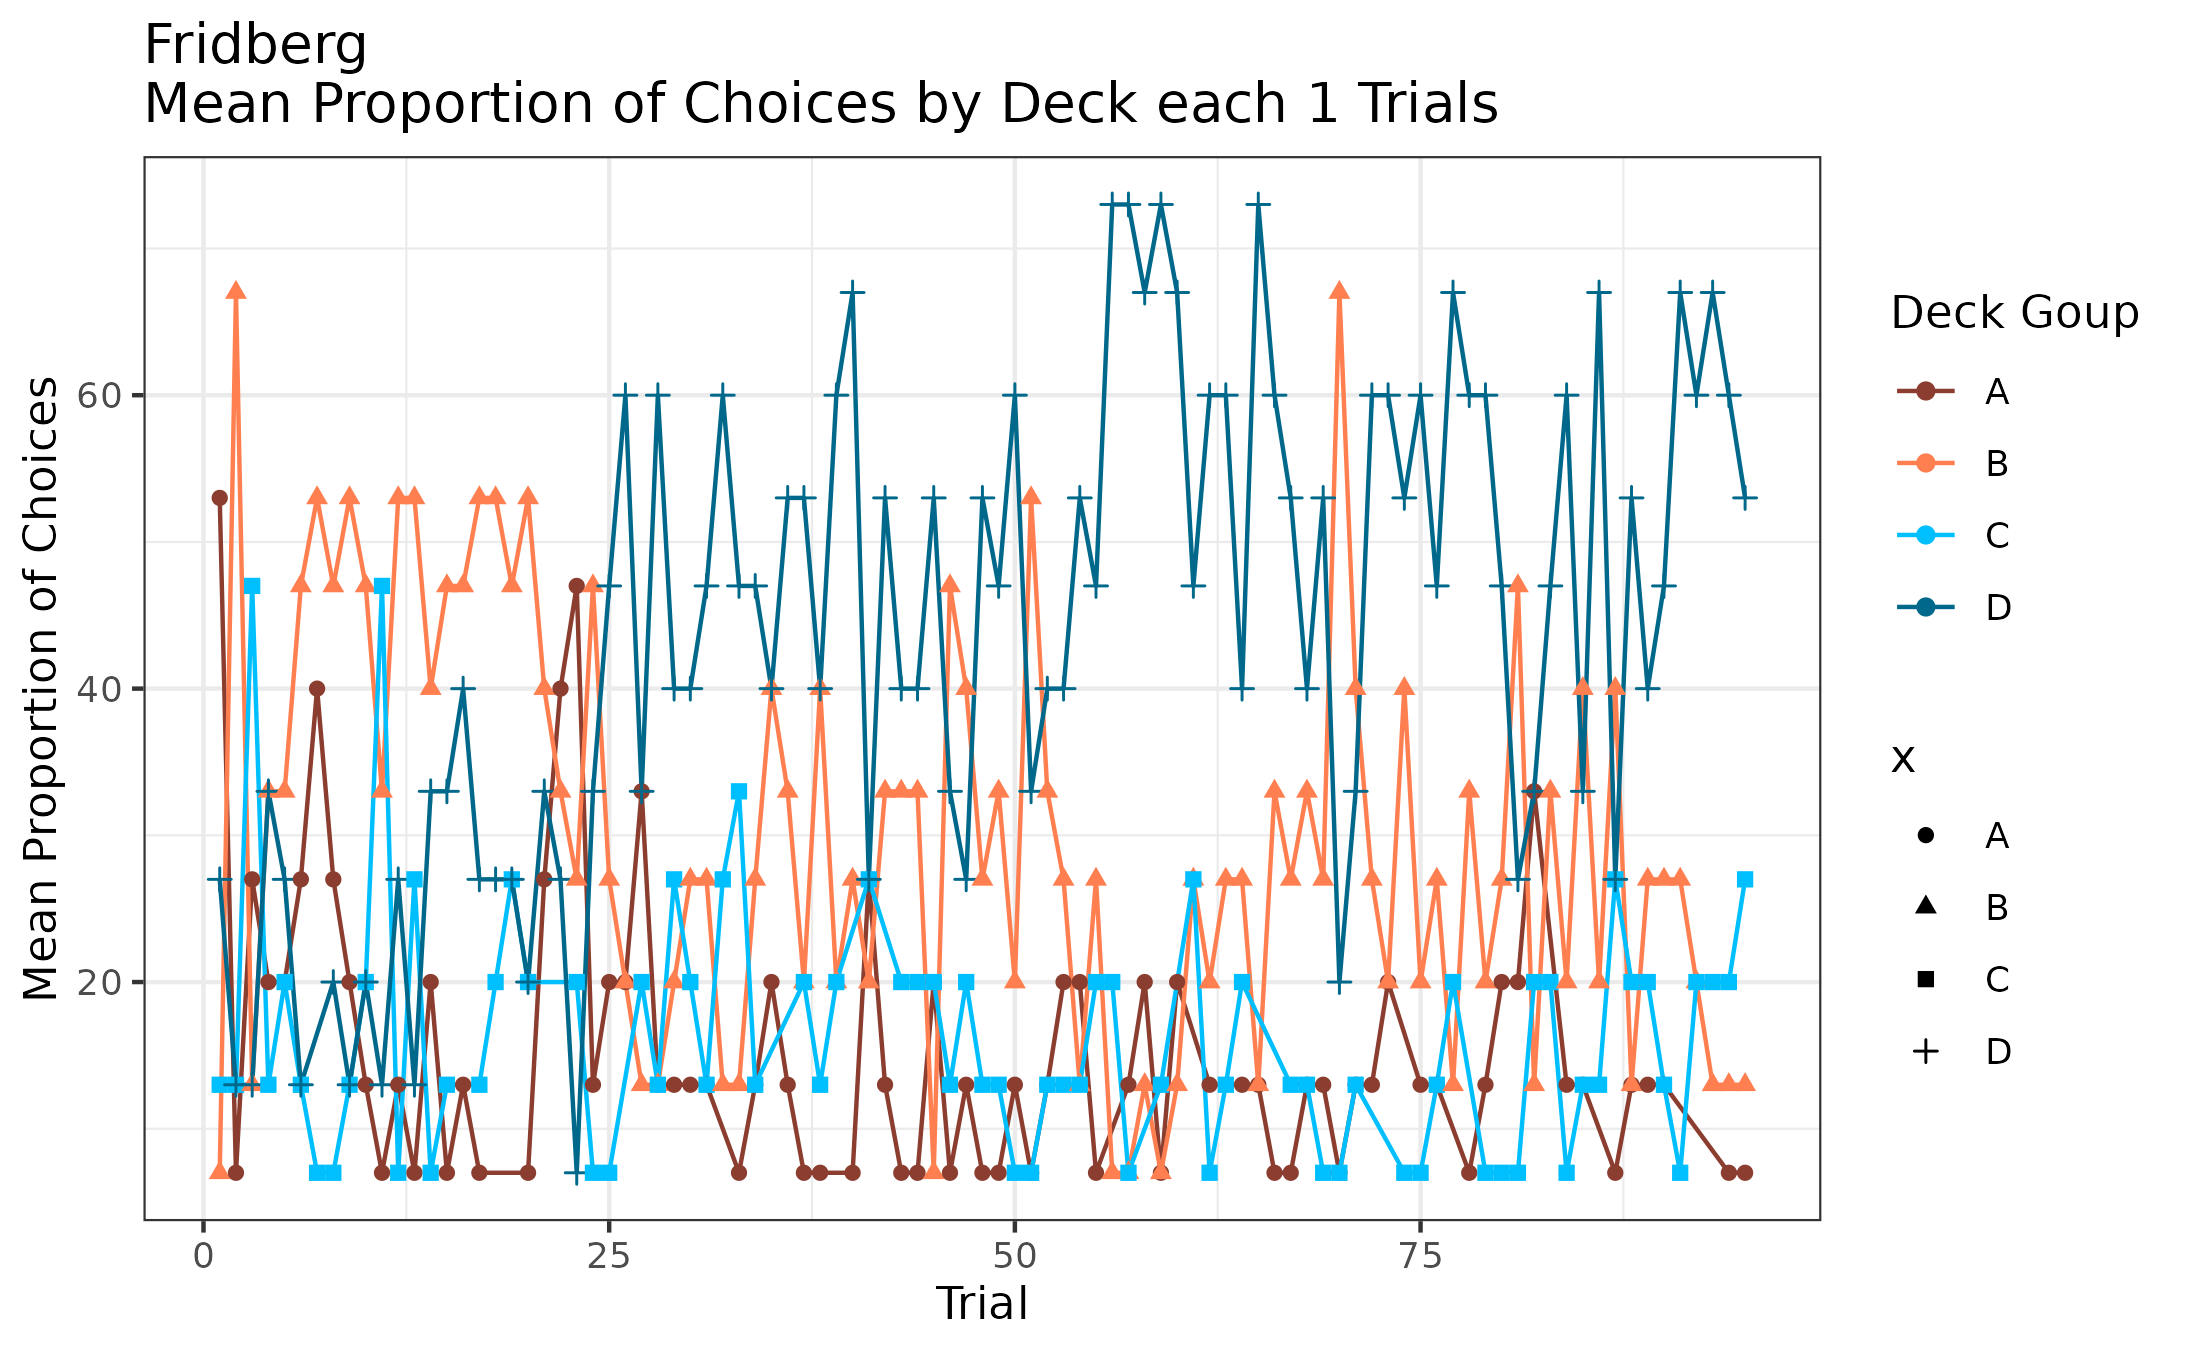 Fridberg
Mean Proportion of Choices by Deck each 1 Trials
Mean Proportion of Choices
60
40
20
0
25
50
75
Trial
Deck Goup
A
B
C
D
x
A
B
C
D